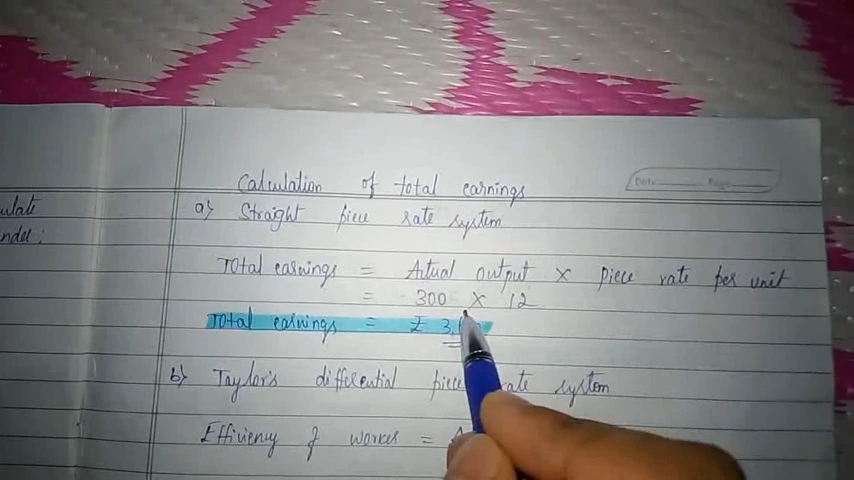 Calculation of total earnings
Date Page
ulate
a) Straight piece rate system
nder:
Total earnings = Actual output X piece rate per unit
= 300 X 12
Total earnings = ₹ 3,
b) Taylor's differential piece rate system
Efficiency of worker =